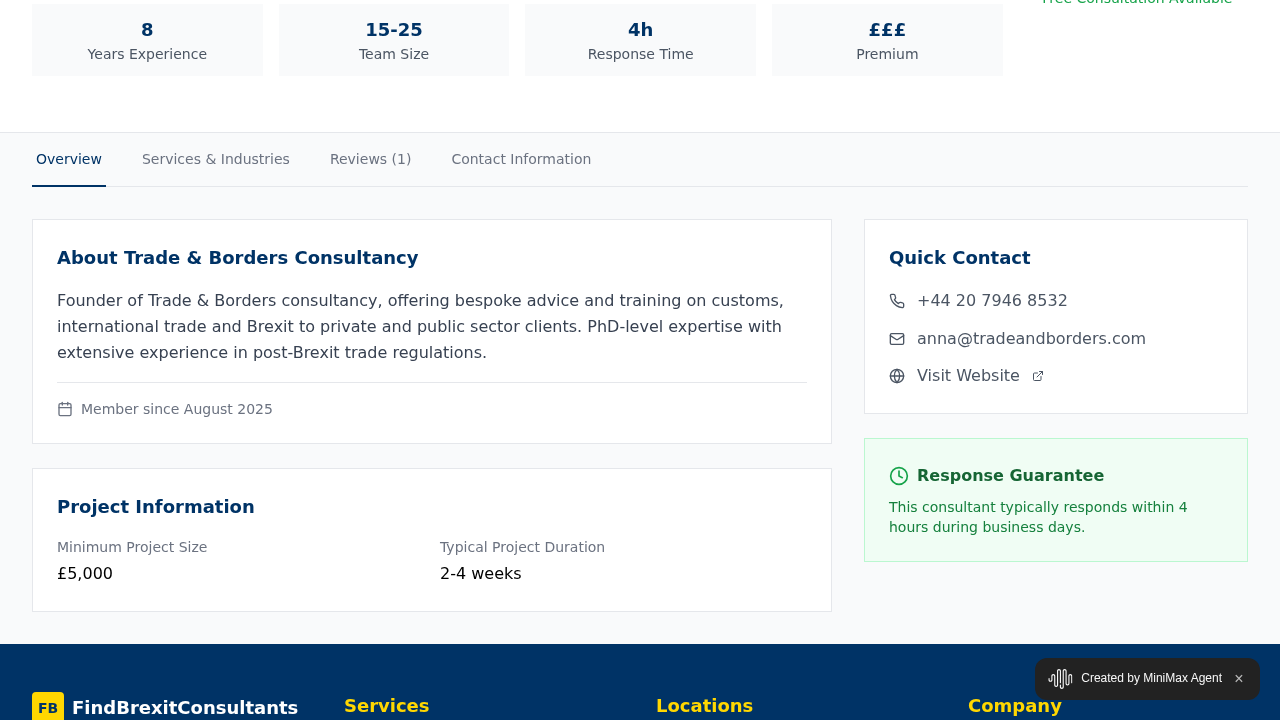 Free Consultation Available
8
Years Experience
15-25
Team Size
4h
Response Time
£££
Premium
Overview
Services & Industries
Reviews (1)
Contact Information
About Trade & Borders Consultancy
Founder of Trade & Borders consultancy, offering bespoke advice and training on customs,
international trade and Brexit to private and public sector clients. PhD-level expertise with
extensive experience in post-Brexit trade regulations.
Member since August 2025
Project Information
Minimum Project Size
£5,000
Typical Project Duration
2-4 weeks
Quick Contact
+44 20 7946 8532
anna@tradeandborders.com
Visit Website
Response Guarantee
This consultant typically responds within 4
hours during business days.
FB FindBrexitConsultants
Services
Locations
Company
Created by MiniMax Agent ×